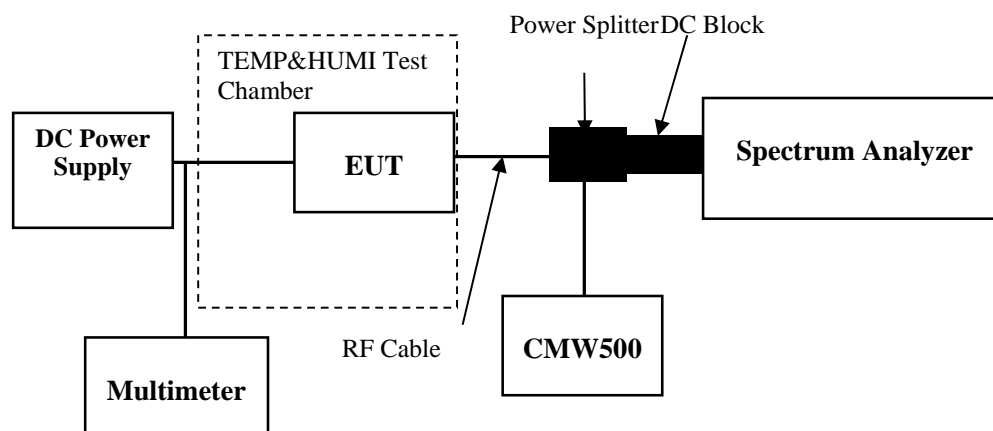 Power Splitter DC Block
TEMP&HUMI Test
Chamber
DC Power
Supply
EUT
Spectrum Analyzer
RF Cable
CMW500
Multimeter